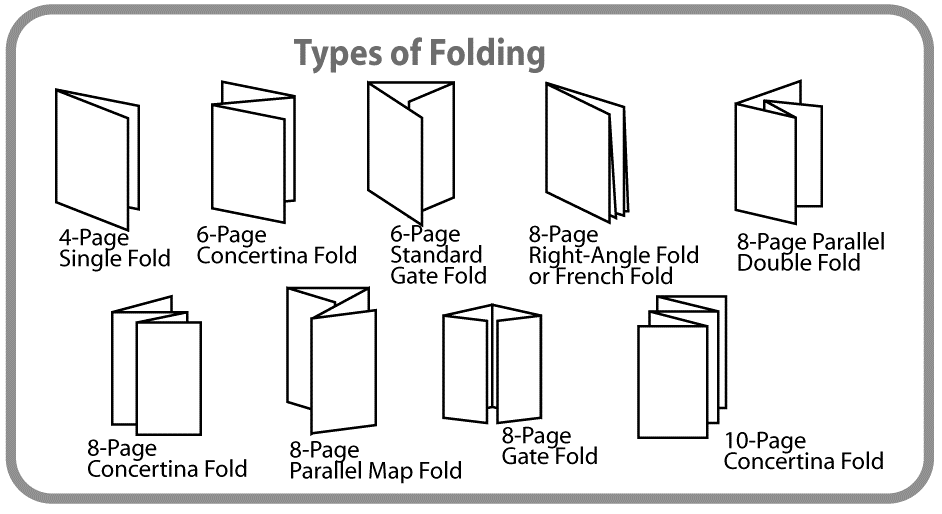 Types of Folding
4-Page
Single Fold
6-Page
Concertina Fold
6-Page
Standard
Gate Fold
8-Page
Right-Angle Fold
or French Fold
8-Page Parallel
Double Fold
8-Page
Concertina Fold
8-Page
Parallel Map Fold
8-Page
Gate Fold
10-Page
Concertina Fold